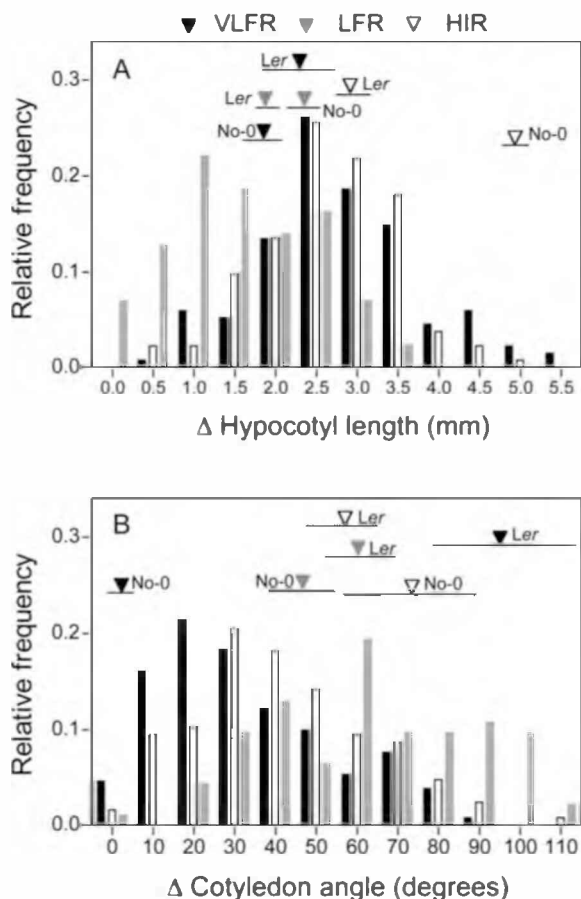 ▼ VLFR ▼ LFR ▽ HIR
A
Relative frequency
0.3
0.2
0.1
0.0
Ler
Ler
Ler
No-0
No-0
No-0
0.0 0.5 1.0 1.5 2.0 2.5 3.0 3.5 4.0 4.5 5.0 5.5
Δ Hypocotyl length (mm)
B
Relative frequency
0.3
0.2
0.1
0.0
Ler
Ler
Ler
No-0
No-0
No-0
0 10 20 30 40 50 60 70 80 90 100 110
Δ Cotyledon angle (degrees)